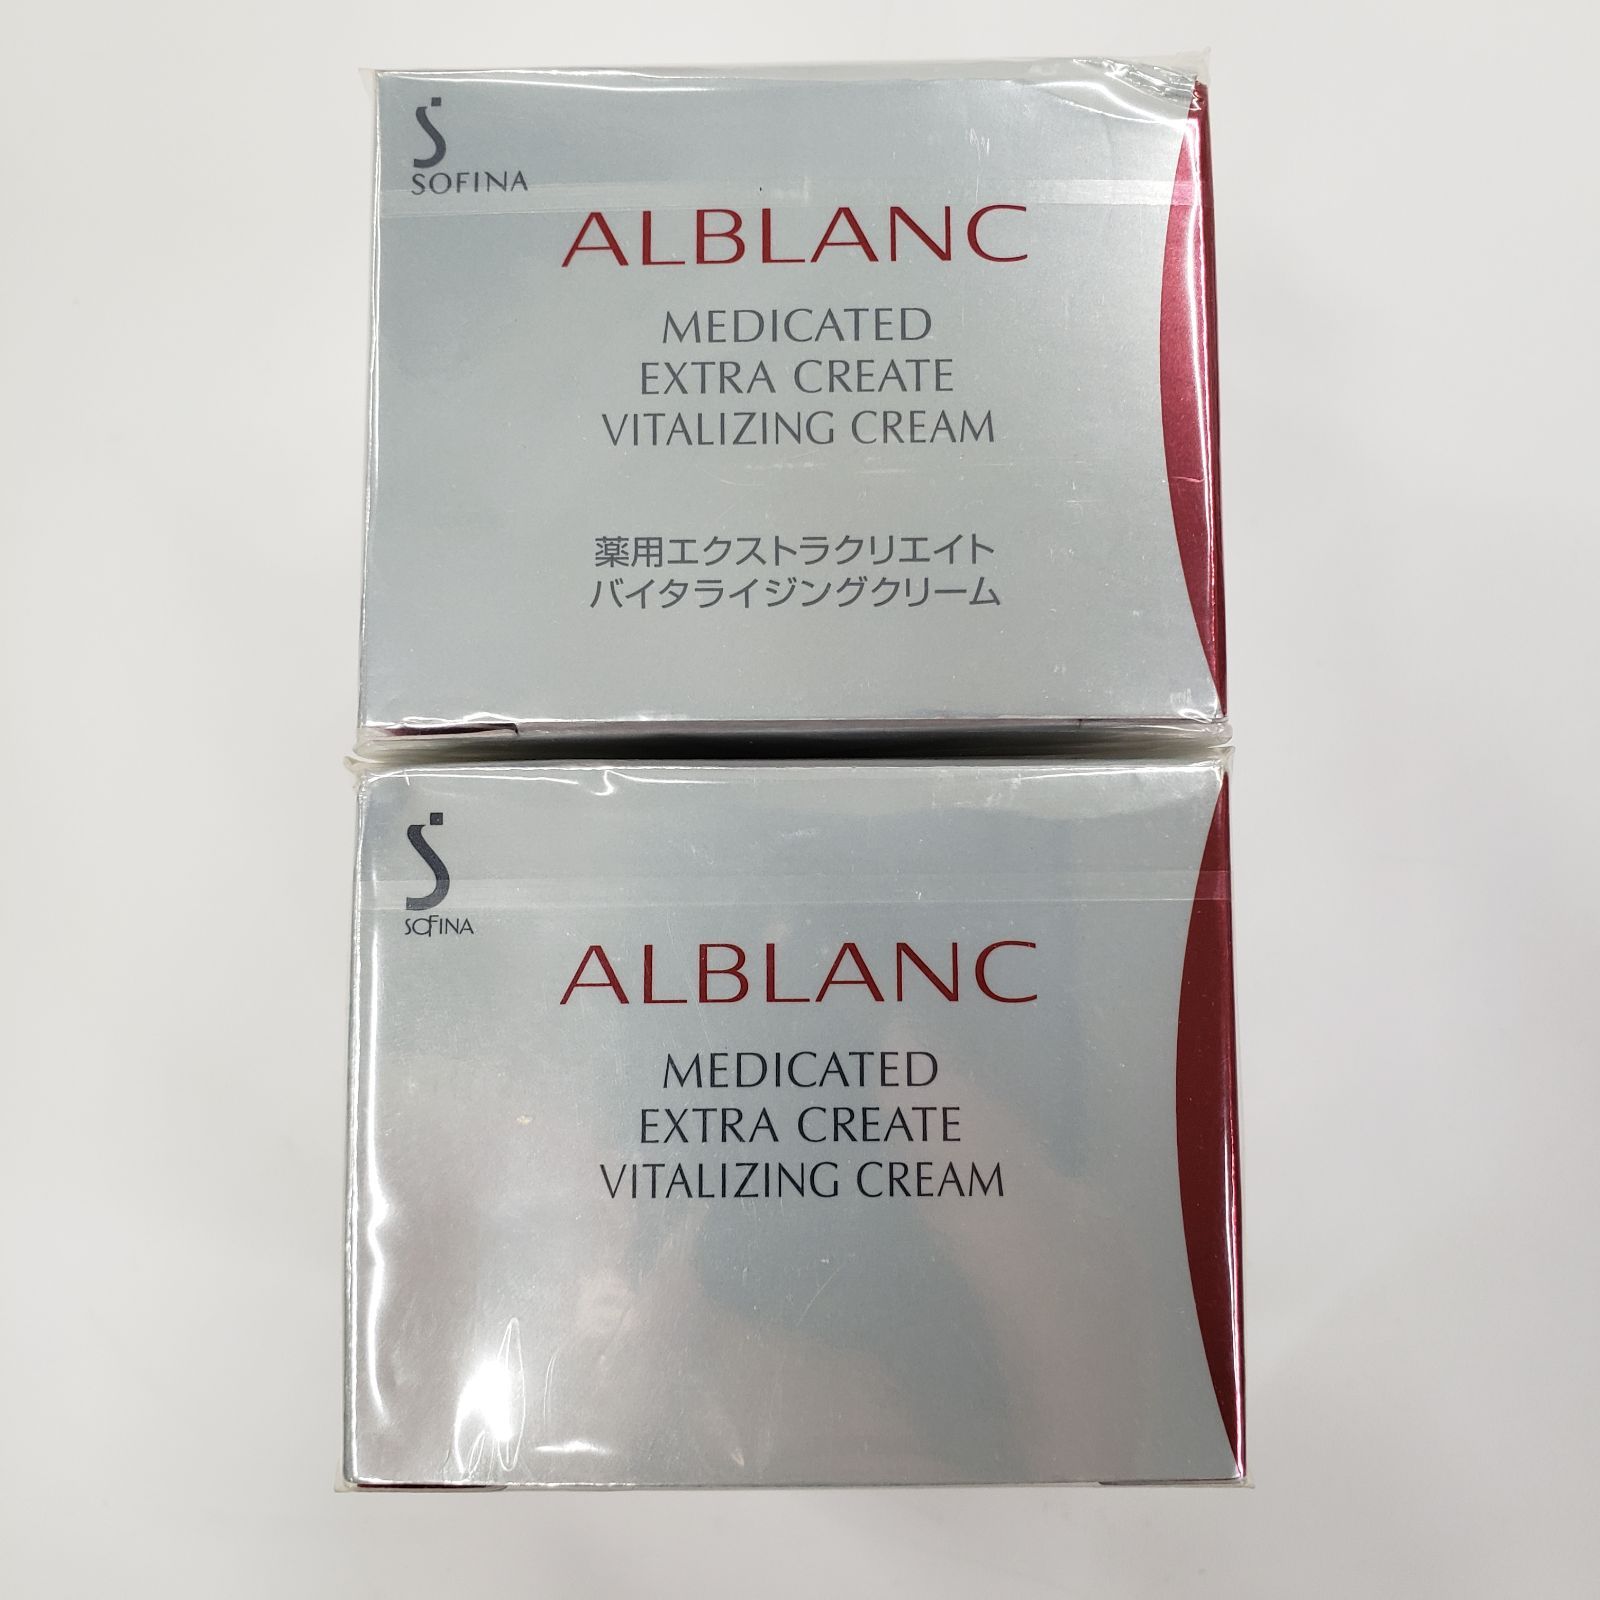 SOFINA
ALBLANC
MEDICATED
EXTRA CREATE
VITALIZING CREAM
薬用エクストラクリエイト
バイタライジングクリーム
SOFINA
ALBLANC
MEDICATED
EXTRA CREATE
VITALIZING CREAM